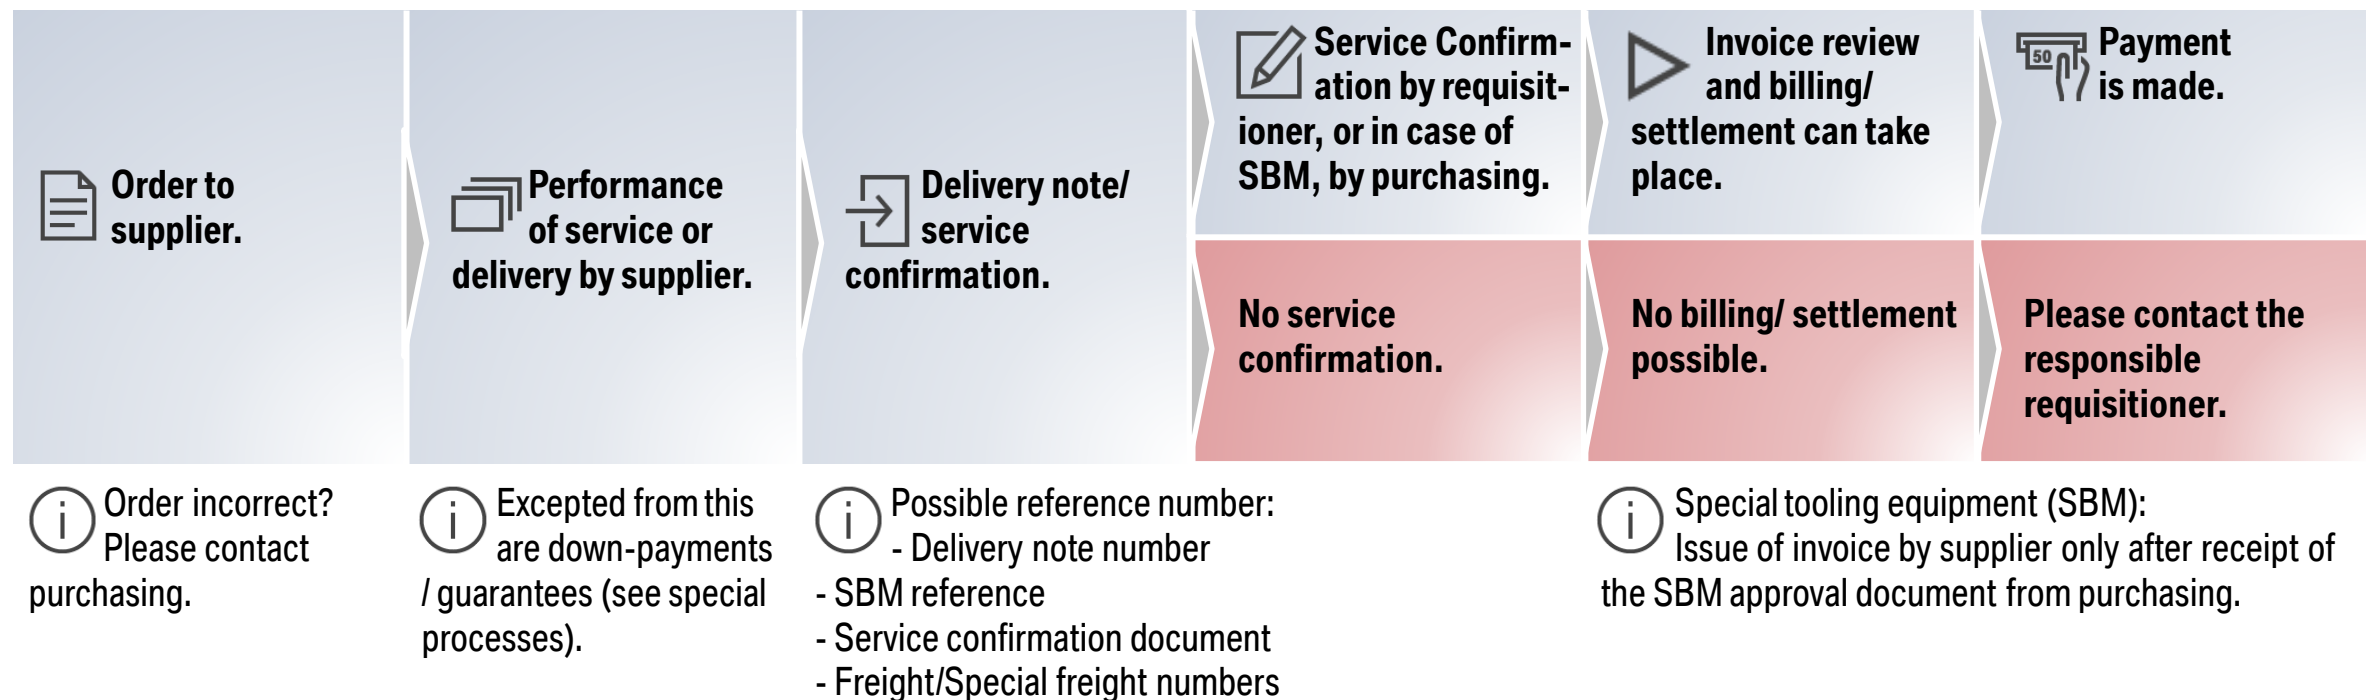 Order to
supplier.
Performance
of service or
delivery by supplier.
Delivery note/
service
confirmation.
Service Confirm-
ation by requisit-
ioner, or in case of
SBM, by purchasing.
Invoice review
and billing/
settlement can take
place.
50
Payment
is made.
No service
confirmation.
No billing/ settlement
possible.
Please contact the
responsible
requisitioner.
i
Order incorrect?
Please contact
purchasing.
i
Excepted from this
are down-payments
/ guarantees (see special
processes).
i
Possible reference number:
- Delivery note number
- SBM reference
- Service confirmation document
- Freight/Special freight numbers
i
Special tooling equipment (SBM):
Issue of invoice by supplier only after receipt of
the SBM approval document from purchasing.